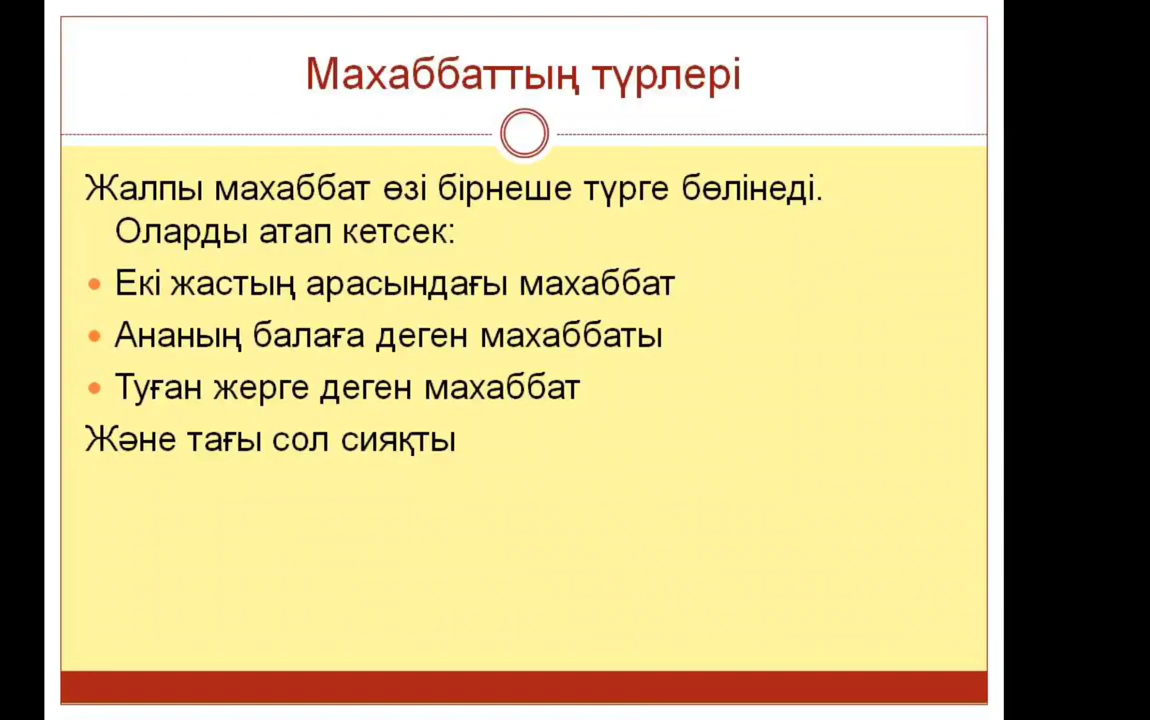 Махаббаттың түрлері
Жалпы махаббат өзі бірнеше түрге бөлінеді.
Оларды атап кетсек:
• Екі жастың арасындағы махаббат
• Ананың балаға деген махаббаты
• Туған жерге деген махаббат
Және тағы сол сияқты